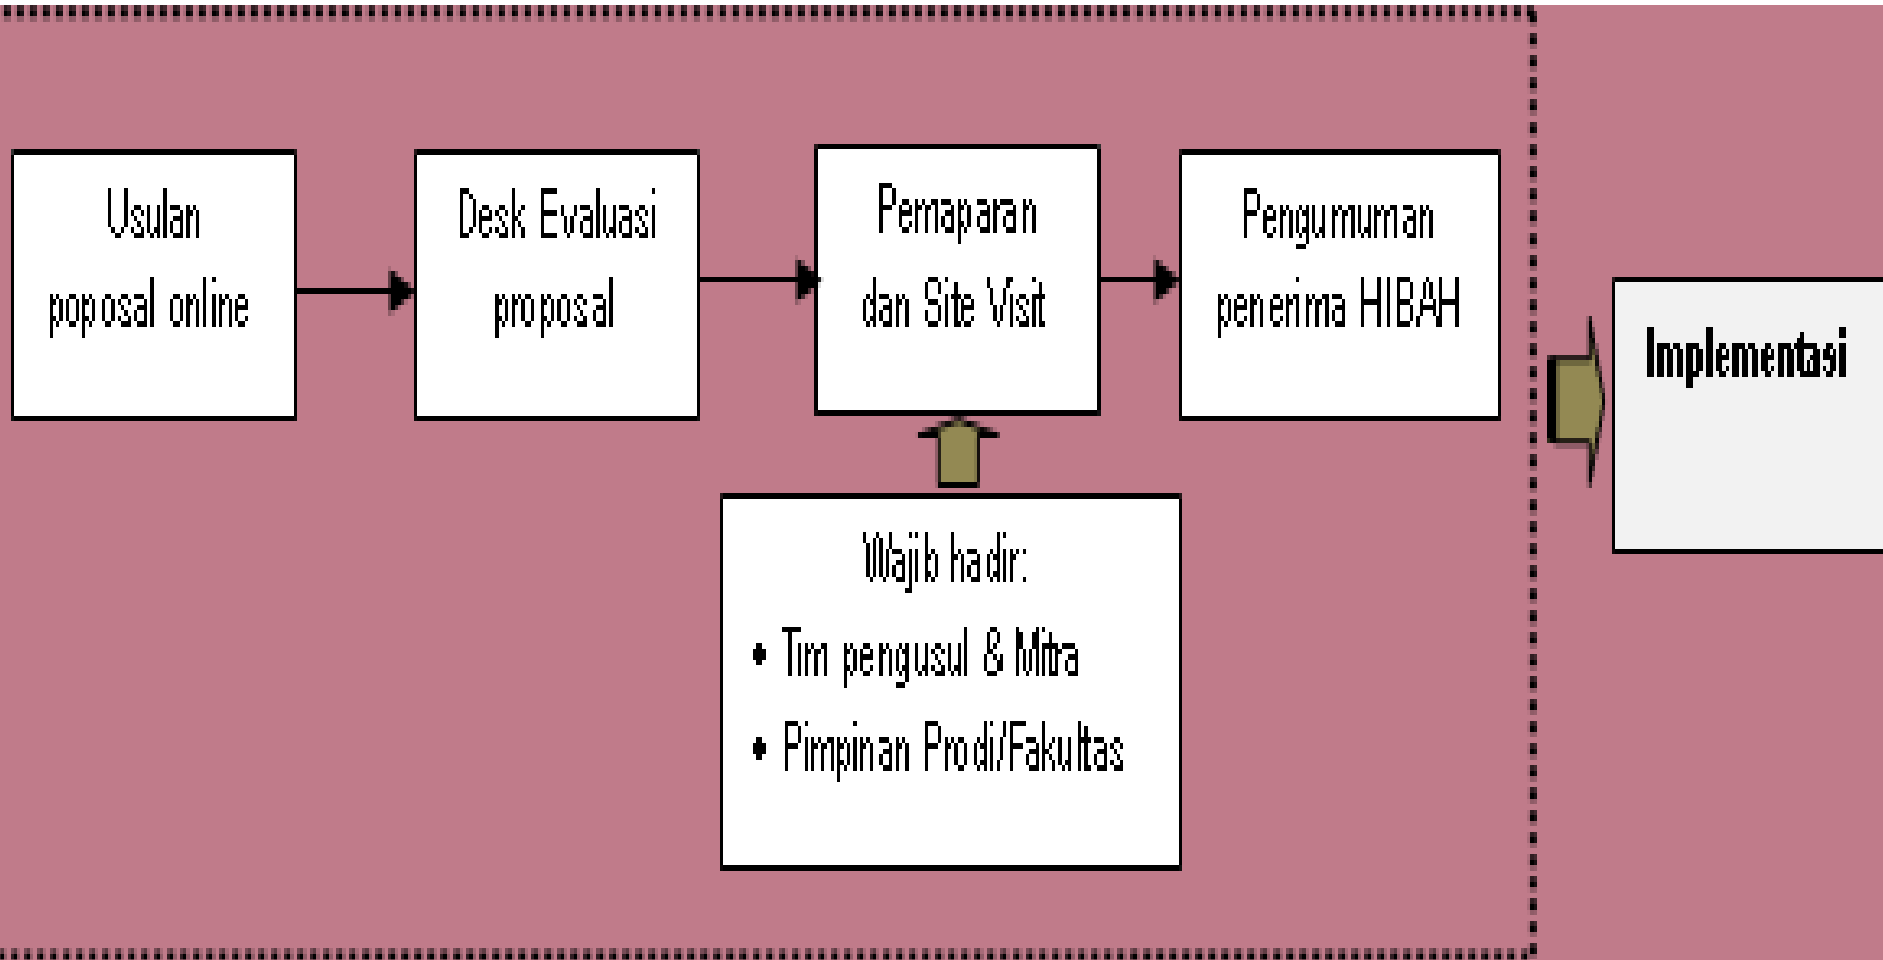 Usulan
poposal online
Desk Evaluasi
proposal
Pemaparan
dan Site Visit
Pengumuman
penerima HIBAH
Implementasi
Wajib hadir:
• Tim pengusul & Mitra
• Pimpinan Prodi/Fakultas